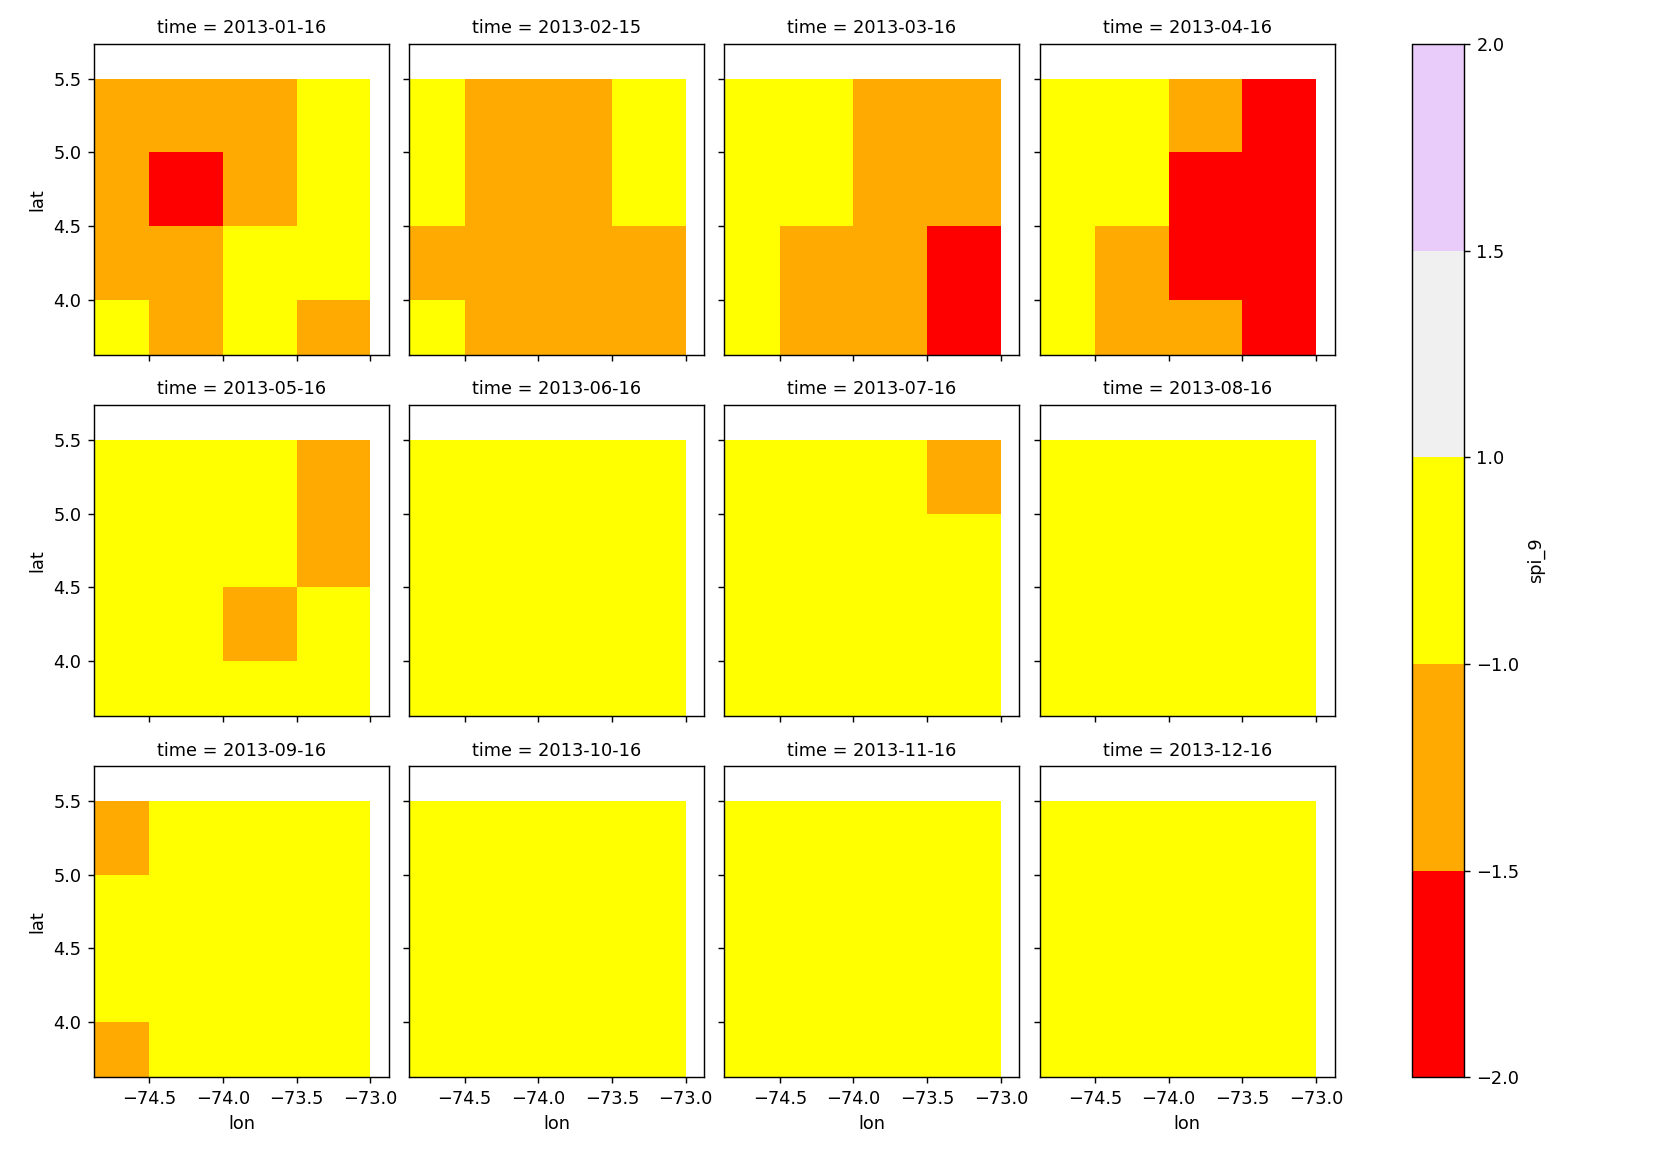 time = 2013-01-16
time = 2013-02-15
time = 2013-03-16
time = 2013-04-16
5.5
5.0
4.5
4.0
lat
time = 2013-05-16
time = 2013-06-16
time = 2013-07-16
time = 2013-08-16
5.5
5.0
4.5
4.0
lat
time = 2013-09-16
time = 2013-10-16
time = 2013-11-16
time = 2013-12-16
5.5
5.0
4.5
4.0
lat
−74.5 −74.0 −73.5 −73.0
lon
−74.5 −74.0 −73.5 −73.0
lon
−74.5 −74.0 −73.5 −73.0
lon
−74.5 −74.0 −73.5 −73.0
lon
2.0
1.5
1.0
−1.0
−1.5
−2.0
spi_9